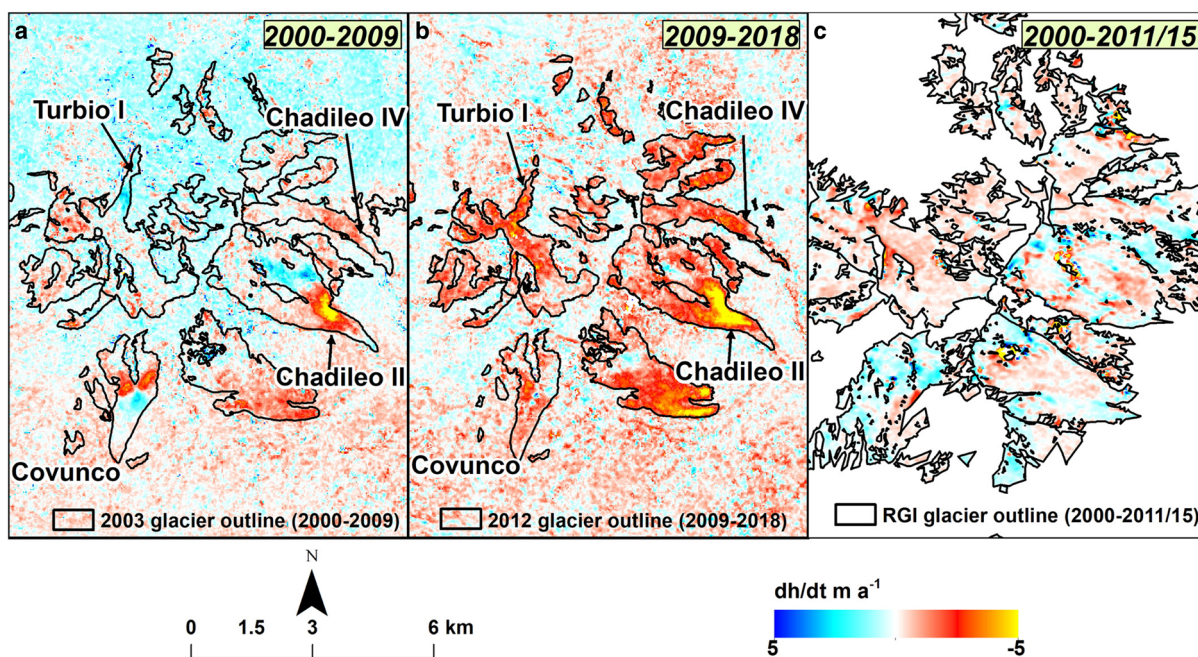 a
2000-2009
Turbio I
Chadileo IV
Chadileo II
Covunco
2003 glacier outline (2000-2009)
b
2009-2018
Turbio I
Chadileo IV
Chadileo II
Covunco
2012 glacier outline (2009-2018)
c
2000-2011/15
RGI glacier outline (2000-2011/15)
N
0 1.5 3 6 km
dh/dt m a⁻¹
5 -5